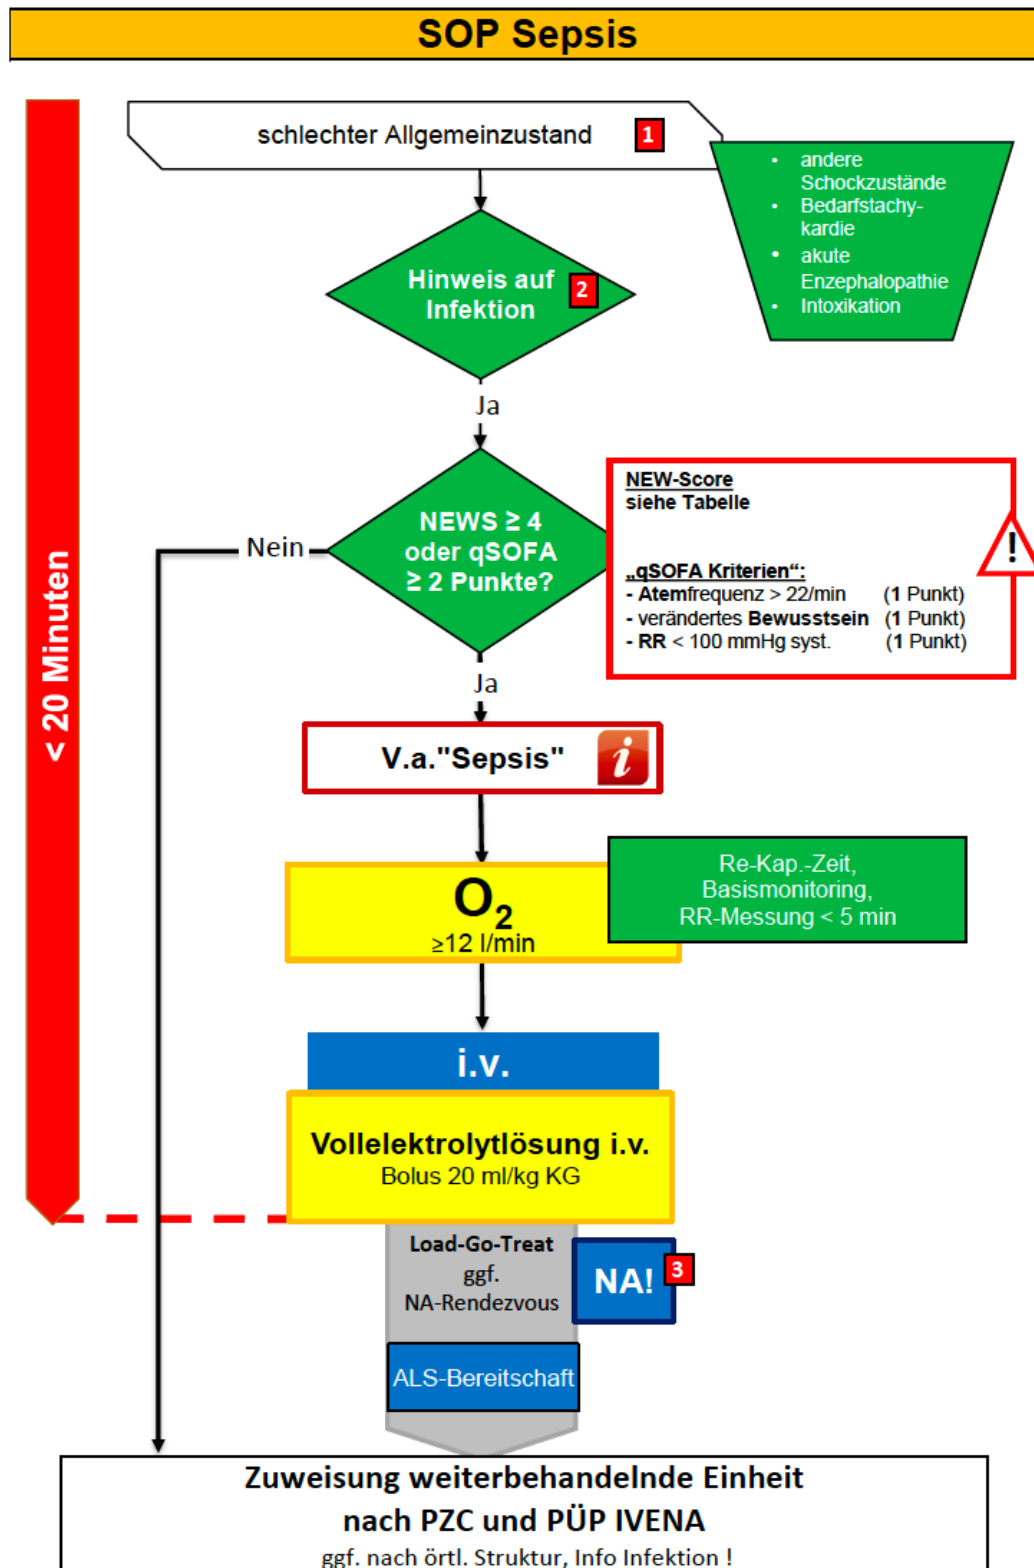 SOP Sepsis
schlechter Allgemeinzustand 1
• andere
Schockzustände
• Bedarfstachy-
kardie
• akute
Enzephalopathie
• Intoxikation
Hinweis auf
Infektion
2
Ja
NEWS ≥ 4
oder qSOFA
≥ 2 Punkte?
Nein
NEW-Score
siehe Tabelle
„qSOFA Kriterien“:
- Atemfrequenz > 22/min (1 Punkt)
- verändertes Bewusstsein (1 Punkt)
- RR < 100 mmHg syst. (1 Punkt)
!
Ja
< 20 Minuten
V.a."Sepsis" i
O2
≥12 l/min
Re-Kap.-Zeit,
Basismonitoring,
RR-Messung < 5 min
i.v.
Vollelektrolytlösung i.v.
Bolus 20 ml/kg KG
Load-Go-Treat
ggf.
NA-Rendezvous
NA! 3
ALS-Bereitschaft
Zuweisung weiterbehandelnde Einheit
nach PZC und PÜP IVENA
ggf. nach örtl. Struktur, Info Infektion !